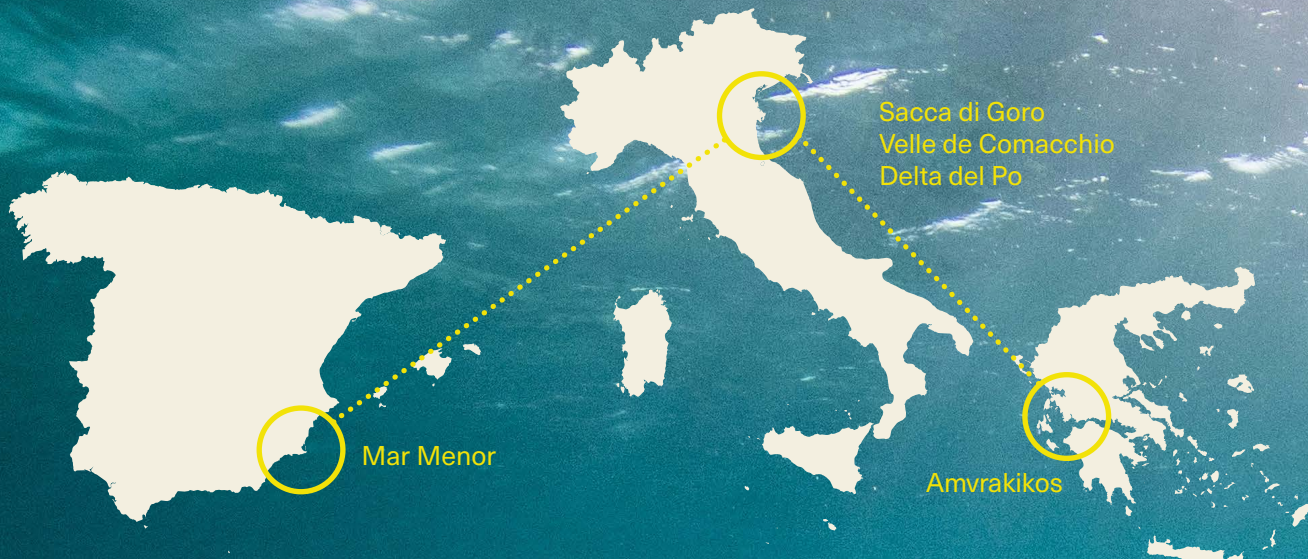 Sacca di Goro
Velle de Comacchio
Delta del Po
Mar Menor
Amvrakikos